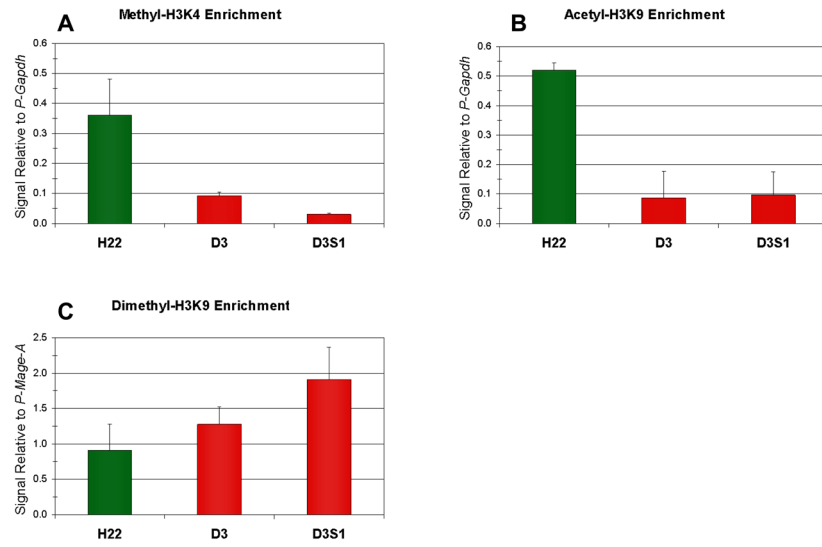 A
Methyl-H3K4 Enrichment
Signal Relative to P-Gapdh
0.6
0.5
0.4
0.3
0.2
0.1
0.0
H22 D3 D3S1
B
Acetyl-H3K9 Enrichment
Signal Relative to P-Gapdh
0.6
0.5
0.4
0.3
0.2
0.1
0.0
H22 D3 D3S1
C
Dimethyl-H3K9 Enrichment
Signal Relative to P-Mage-A
2.5
2.0
1.5
1.0
0.5
0.0
H22 D3 D3S1